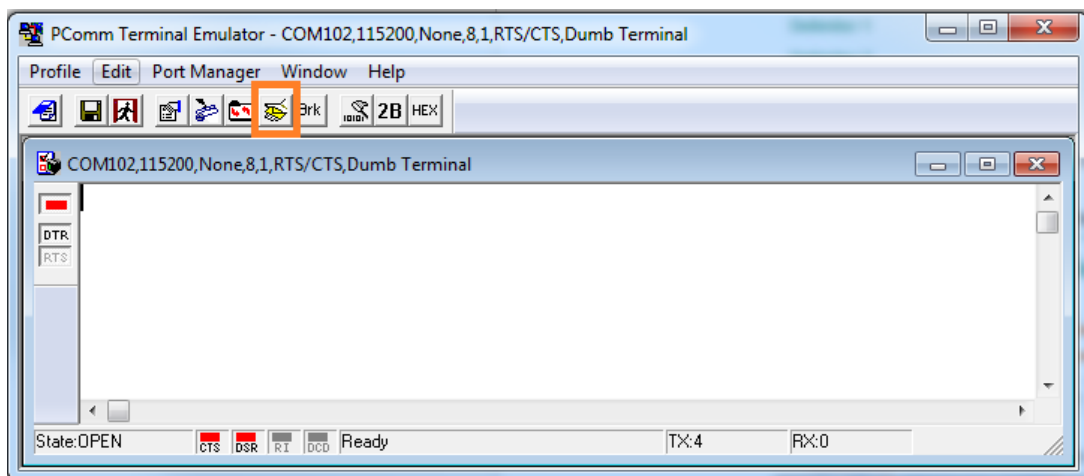 PComm Terminal Emulator - COM102,115200,None,8,1,RTS/CTS,Dumb Terminal
Profile Edit Port Manager Window Help
Brk 2B HEX
COM102,115200,None,8,1,RTS/CTS,Dumb Terminal
DTR
RTS
State:OPEN CTS DSR RI DCD Ready TX:4 RX:0